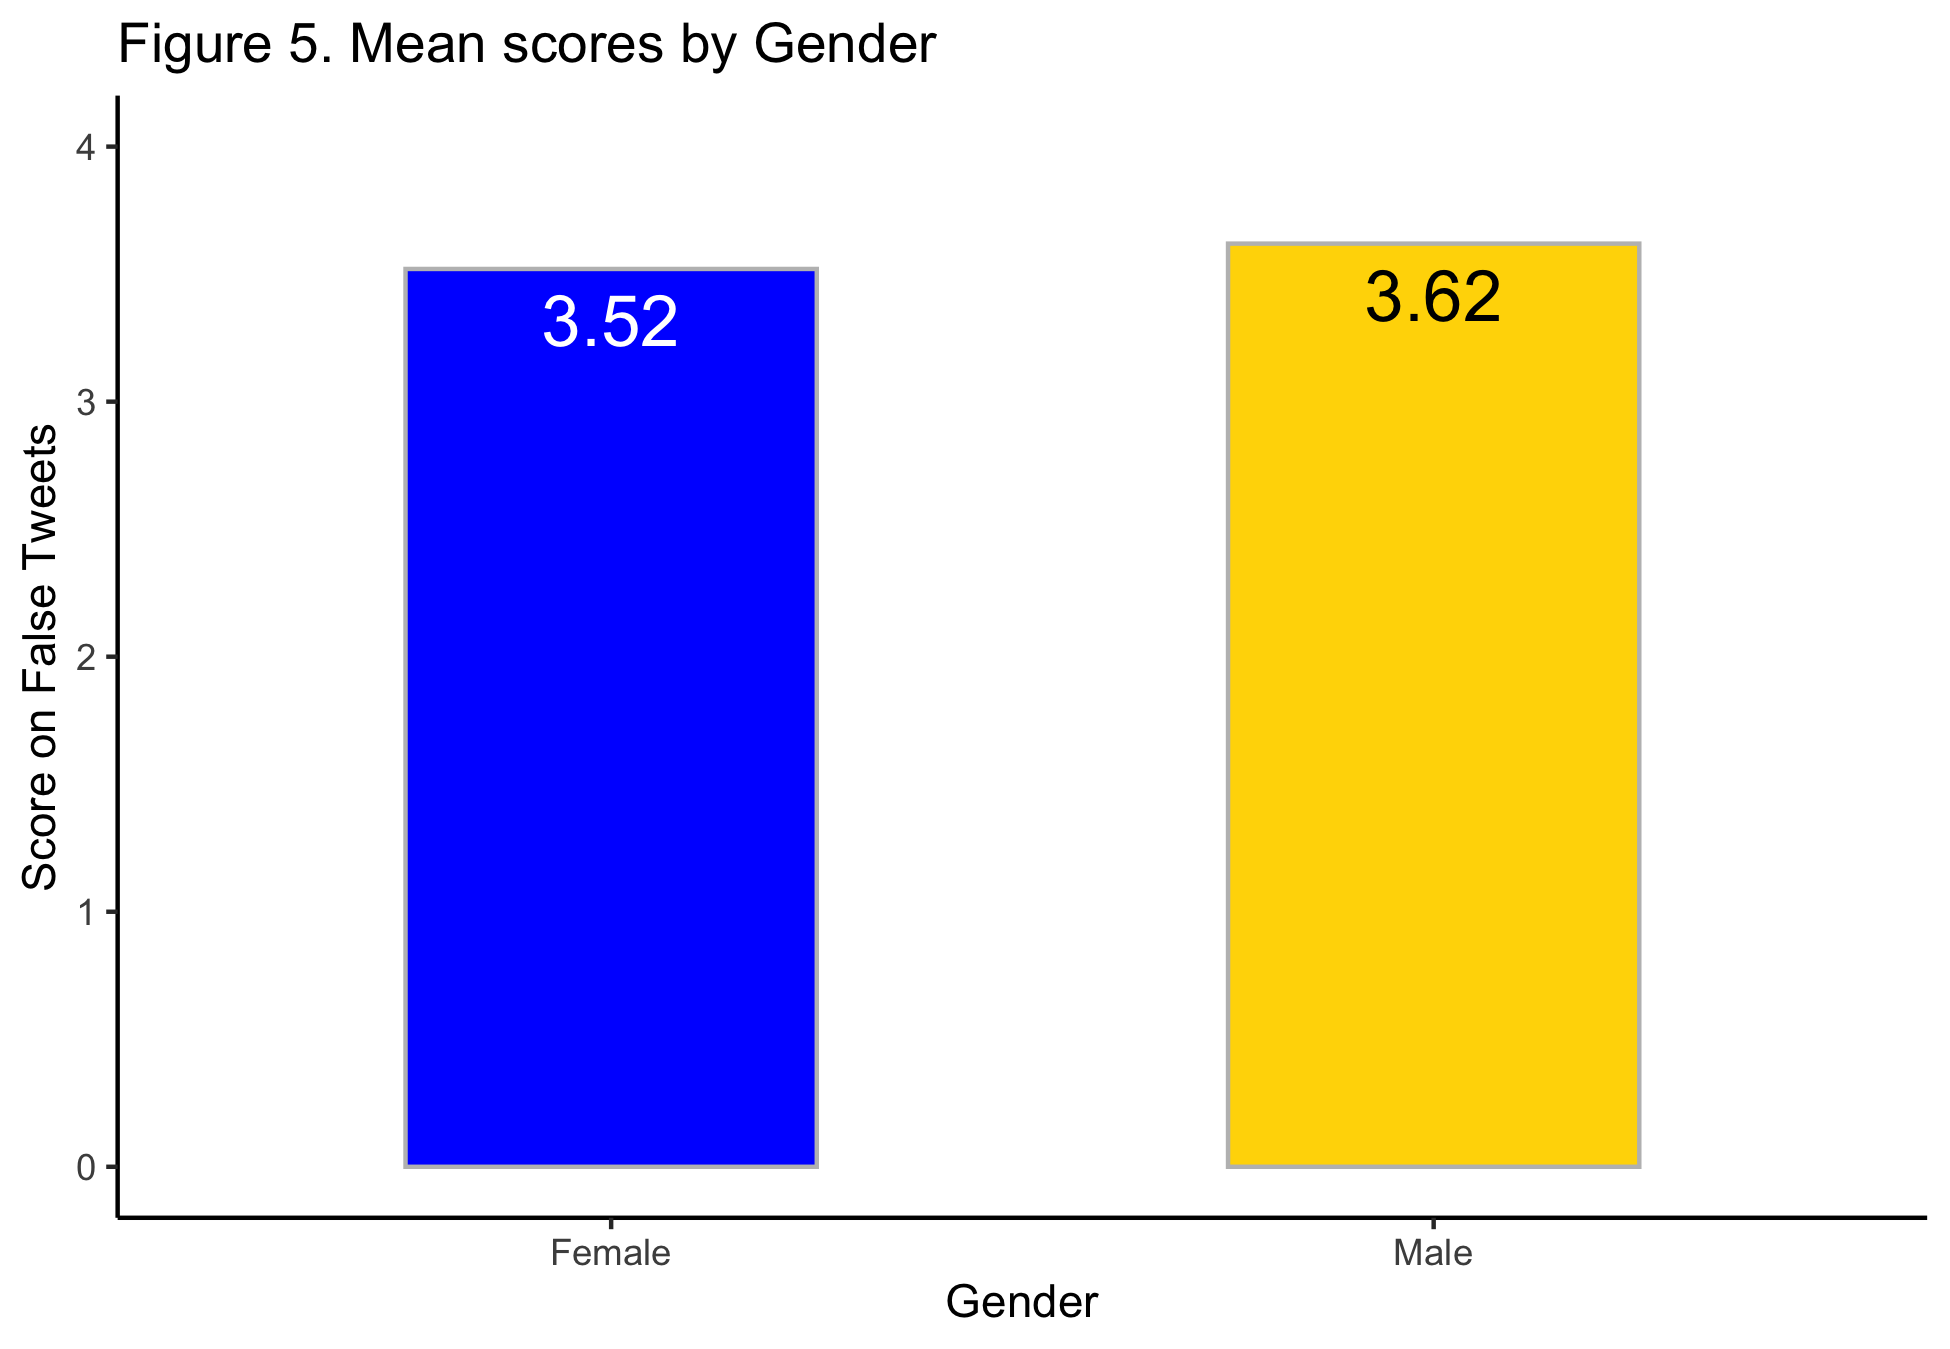 Figure 5. Mean scores by Gender
Score on False Tweets
4
3
2
1
0
3.52
3.62
Female
Male
Gender